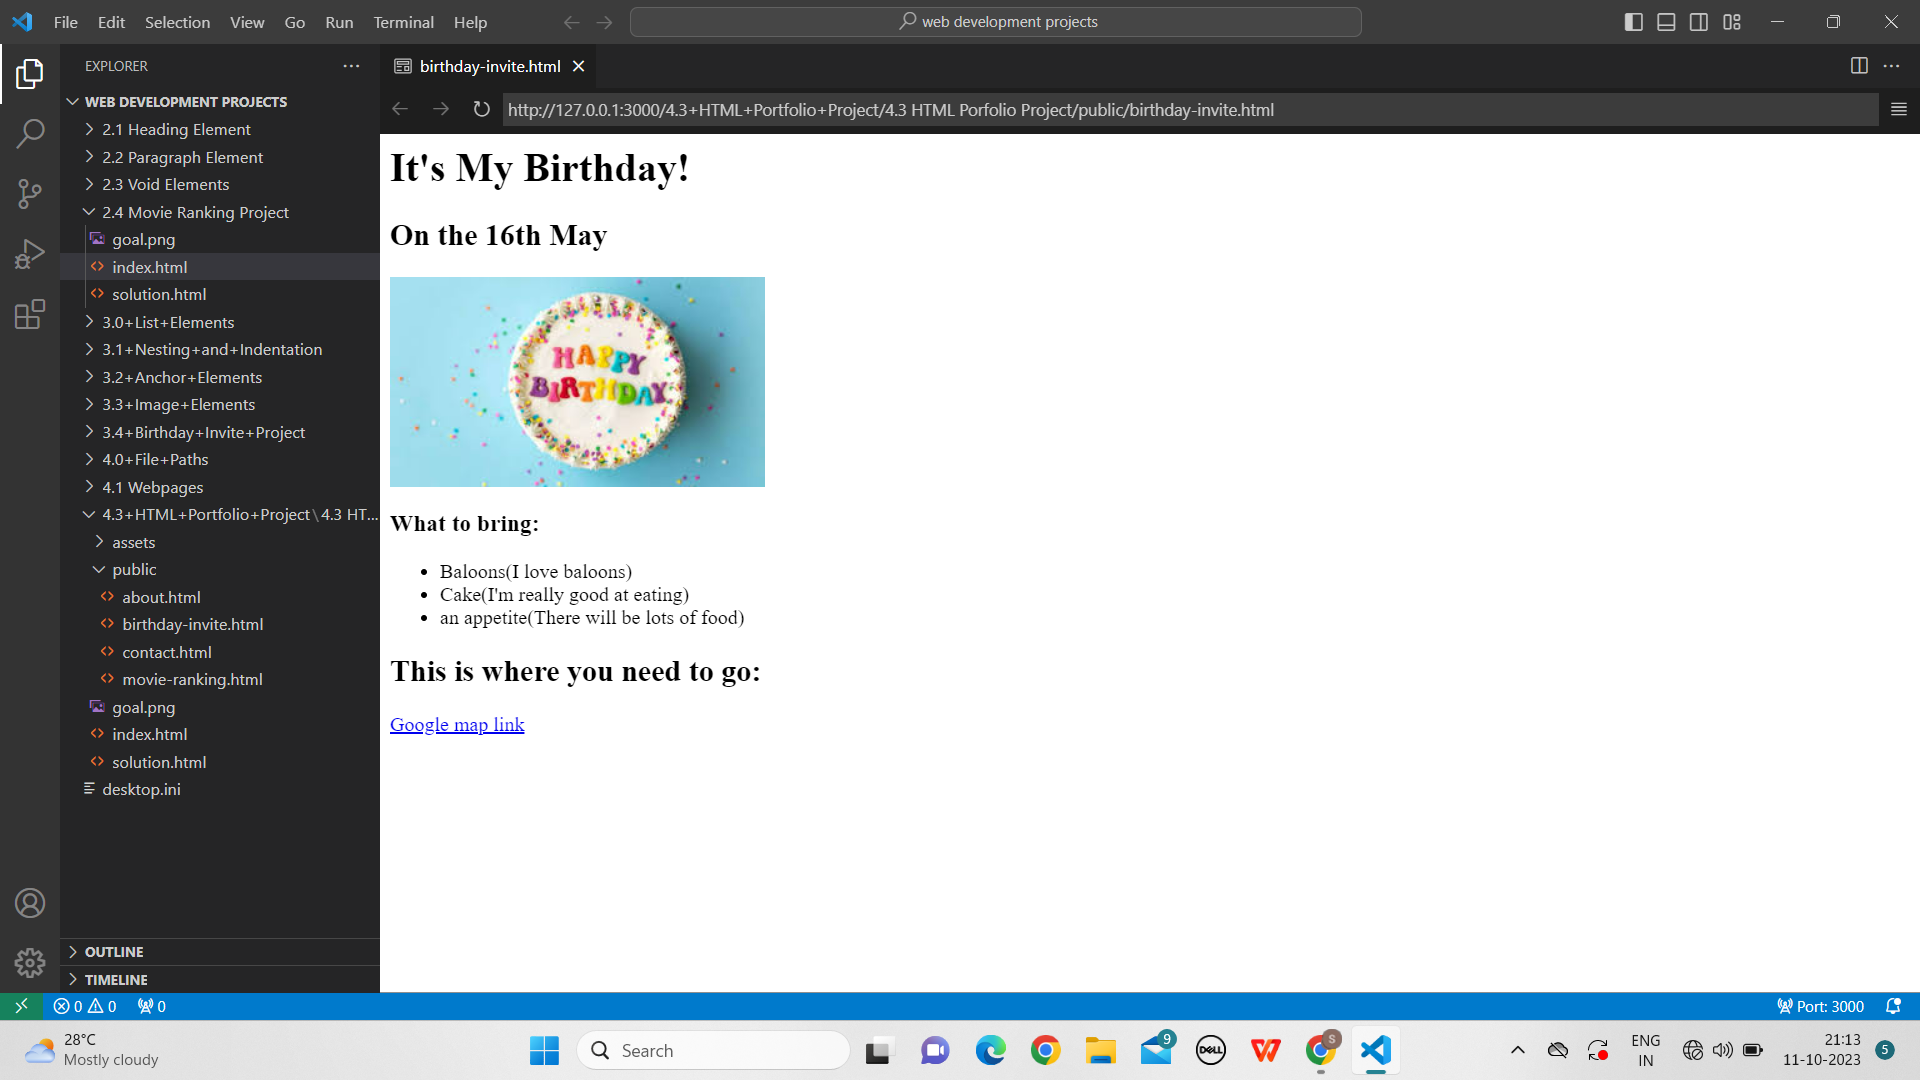 File Edit Selection View Go Run Terminal Help
web development projects
EXPLORER
birthday-invite.html
WEB DEVELOPMENT PROJECTS
http://127.0.0.1:3000/4.3+HTML+Portfolio+Project/4.3 HTML Porfolio Project/public/birthday-invite.html
2.1 Heading Element
2.2 Paragraph Element
2.3 Void Elements
2.4 Movie Ranking Project
goal.png
index.html
solution.html
3.0+List+Elements
3.1+Nesting+and+Indentation
3.2+Anchor+Elements
3.3+Image+Elements
3.4+Birthday+Invite+Project
4.0+File+Paths
4.1 Webpages
4.3+HTML+Portfolio+Project\4.3 HT...
assets
public
about.html
birthday-invite.html
contact.html
movie-ranking.html
goal.png
index.html
solution.html
desktop.ini
OUTLINE
TIMELINE
It's My Birthday!
On the 16th May
HAPPY
BIRTHDAY
What to bring:
Baloons(I love baloons)
Cake(I'm really good at eating)
an appetite(There will be lots of food)
This is where you need to go:
Google map link
0 0 0
Port: 3000
28°C
Mostly cloudy
Search
9
DELL
W
S
ENG
IN
21:13
11-10-2023
5